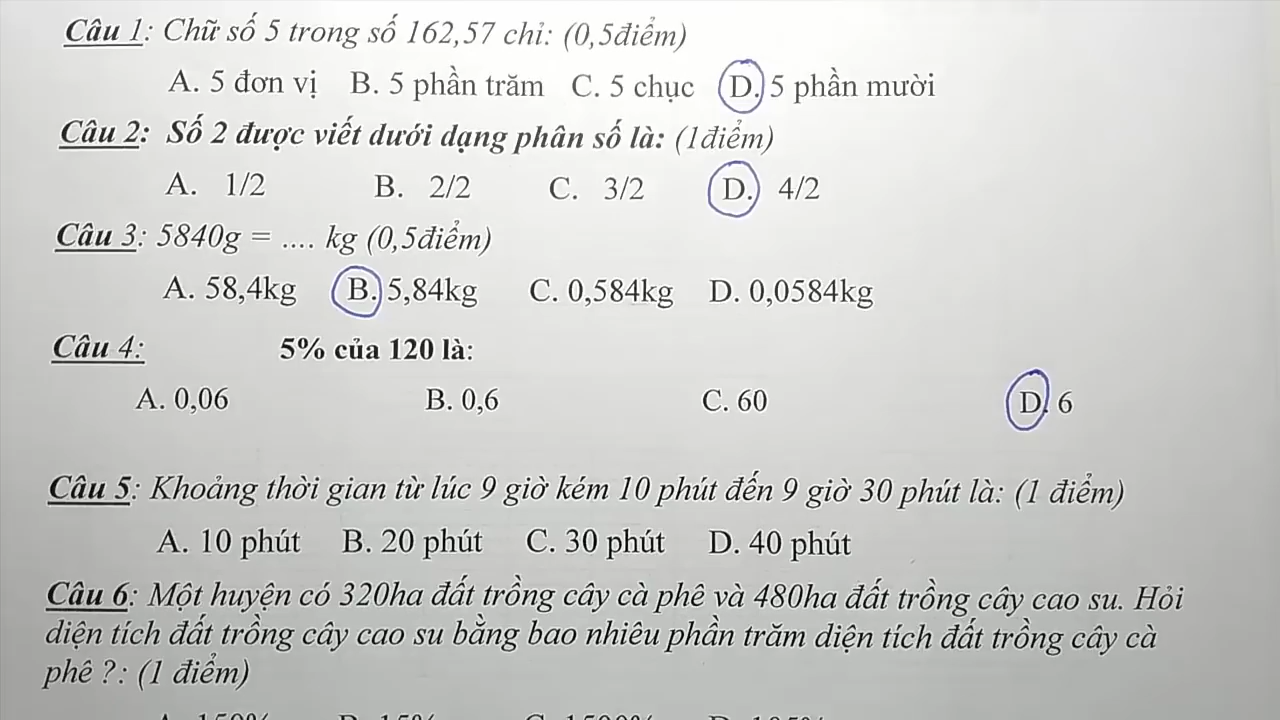 Câu 1: Chữ số 5 trong số 162,57 chỉ: (0,5điểm)
A. 5 đơn vị B. 5 phần trăm C. 5 chục D. 5 phần mười
Câu 2: Số 2 được viết dưới dạng phân số là: (1điểm)
A. 1/2 B. 2/2 C. 3/2 D. 4/2
Câu 3: 5840g = .... kg (0,5điểm)
A. 58,4kg B. 5,84kg C. 0,584kg D. 0,0584kg
Câu 4: 5% của 120 là:
A. 0,06 B. 0,6 C. 60 D. 6
Câu 5: Khoảng thời gian từ lúc 9 giờ kém 10 phút đến 9 giờ 30 phút là: (1 điểm)
A. 10 phút B. 20 phút C. 30 phút D. 40 phút
Câu 6: Một huyện có 320ha đất trồng cây cà phê và 480ha đất trồng cây cao su. Hỏi
diện tích đất trồng cây cao su bằng bao nhiêu phần trăm diện tích đất trồng cây cà
phê ?: (1 điểm)